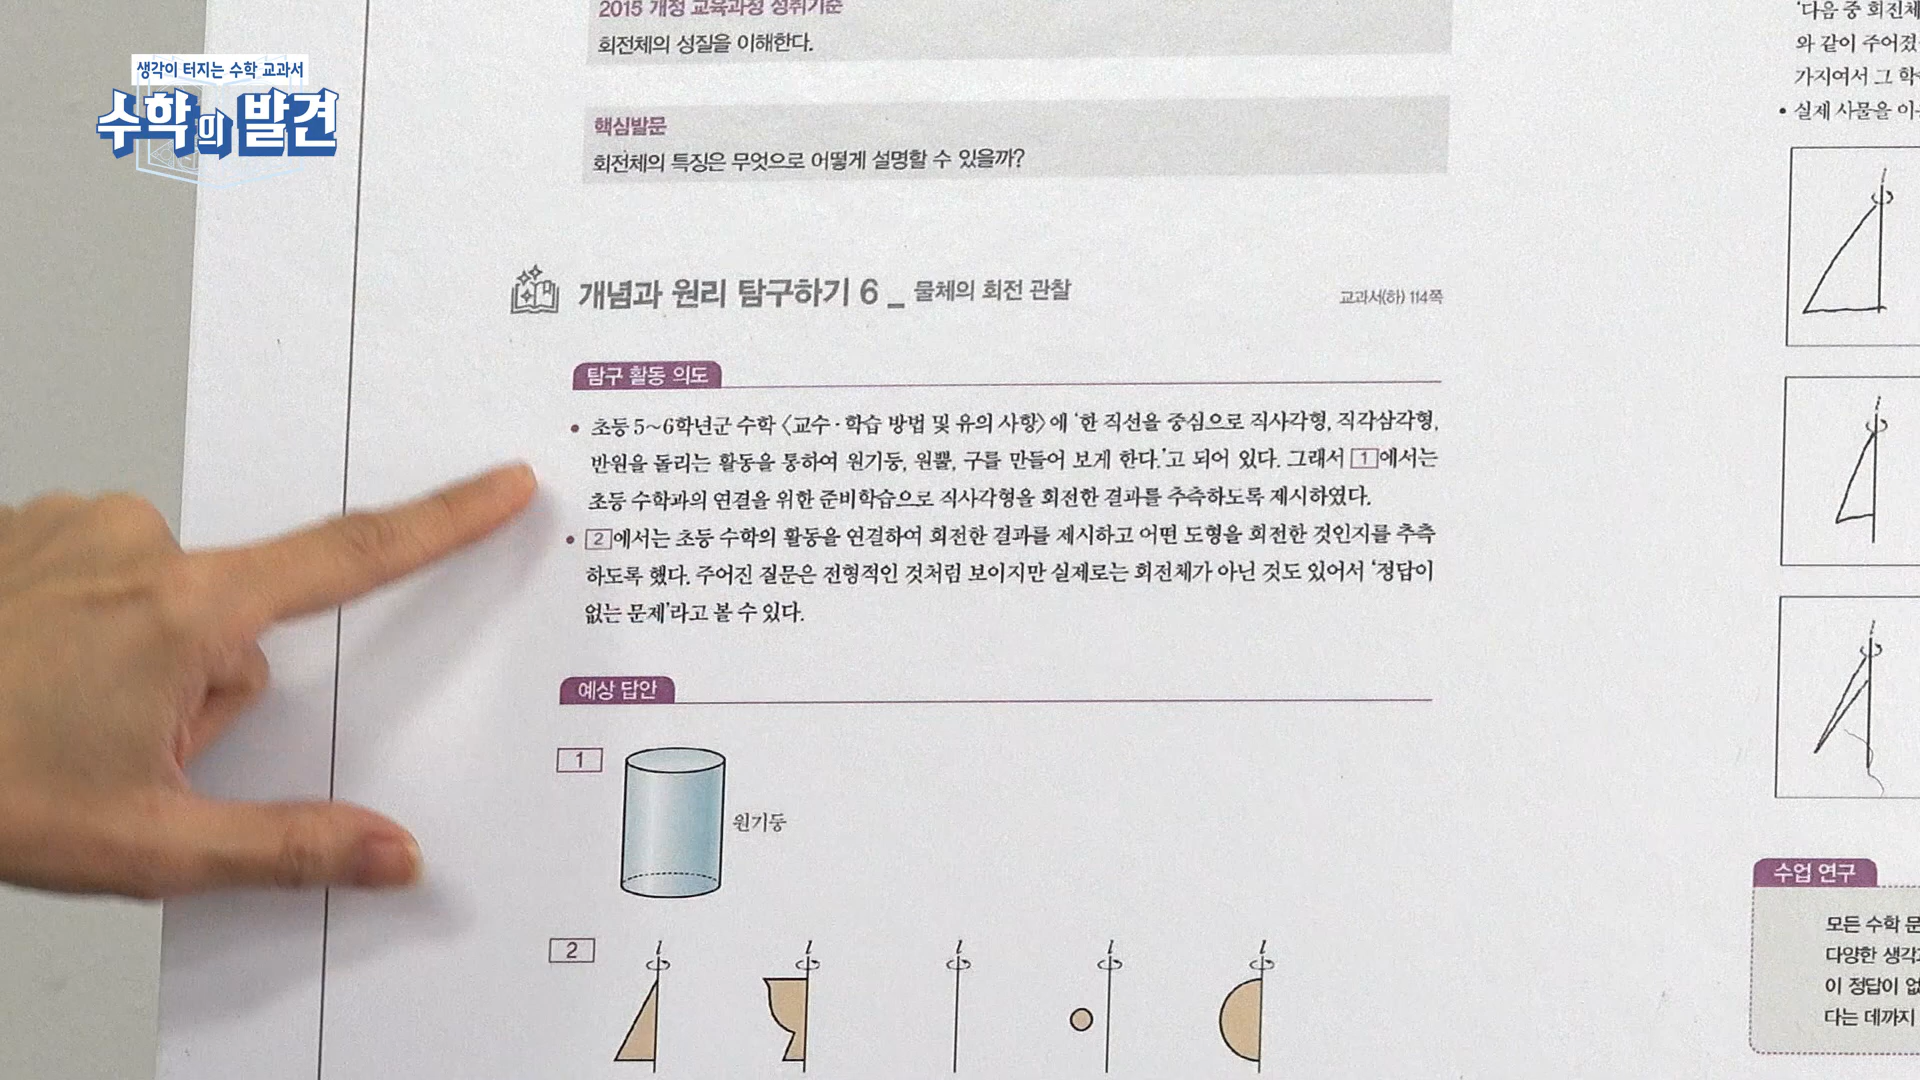 생각이 터지는 수학 교과서
수학의 발견
2015 개정 교육과정 성취기준
회전체의 성질을 이해한다.
핵심발문
회전체의 특징은 무엇으로 어떻게 설명할 수 있을까?
개념과 원리 탐구하기 6 _ 물체의 회전 관찰
교과서(하) 114쪽
탐구 활동 의도
• 초등 5~6학년군 수학 〈교수·학습 방법 및 유의 사항〉에 ‘한 직선을 중심으로 직사각형, 직각삼각형,
반원을 돌리는 활동을 통하여 원기둥, 원뿔, 구를 만들어 보게 한다.’고 되어 있다. 그래서 1에서는
초등 수학과의 연결을 위한 준비학습으로 직사각형을 회전한 결과를 추측하도록 제시하였다.
• 2에서는 초등 수학의 활동을 연결하여 회전한 결과를 제시하고 어떤 도형을 회전한 것인지를 추측
하도록 했다. 주어진 질문은 전형적인 것처럼 보이지만 실제로는 회전체가 아닌 것도 있어서 ‘정답이
없는 문제’라고 볼 수 있다.
예상 답안
1
원기둥
2
l l l l l
‘다음 중 회전체
와 같이 주어졌
가지여서 그 학
• 실제 사물을 이
수업 연구
모든 수학 문
다양한 생각
이 정답이 없
다는 데까지